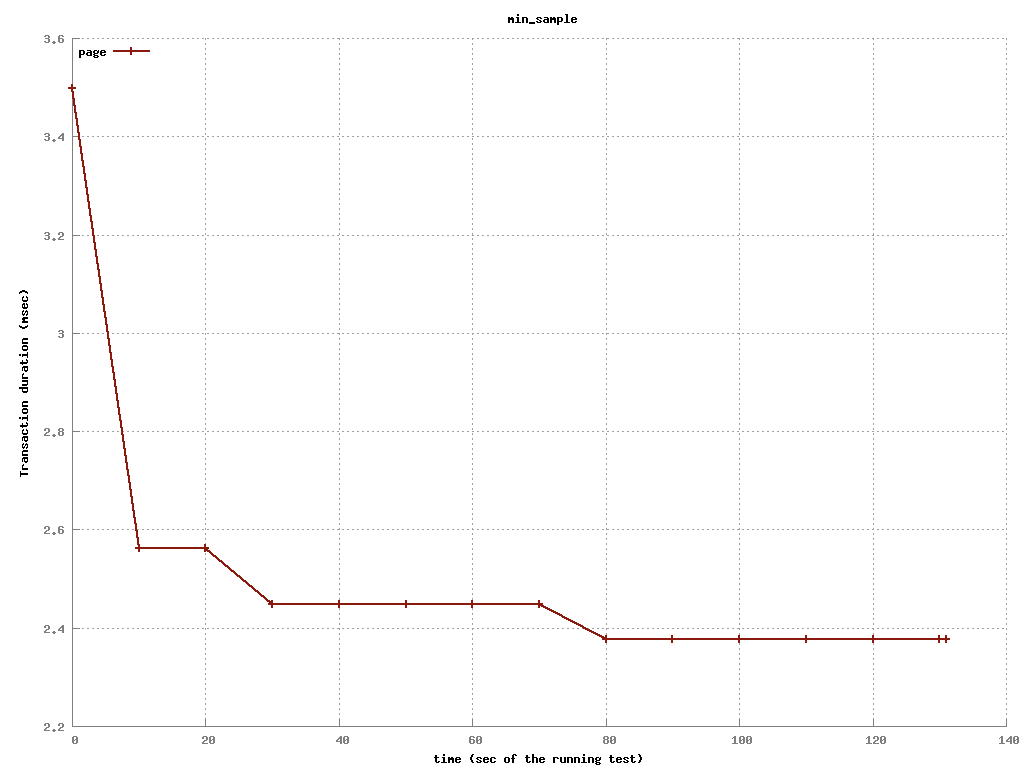 min_sample
page
3.6
3.4
3.2
3
2.8
2.6
2.4
2.2
Transaction duration (msec)
0 20 40 60 80 100 120 140
time (sec of the running test)